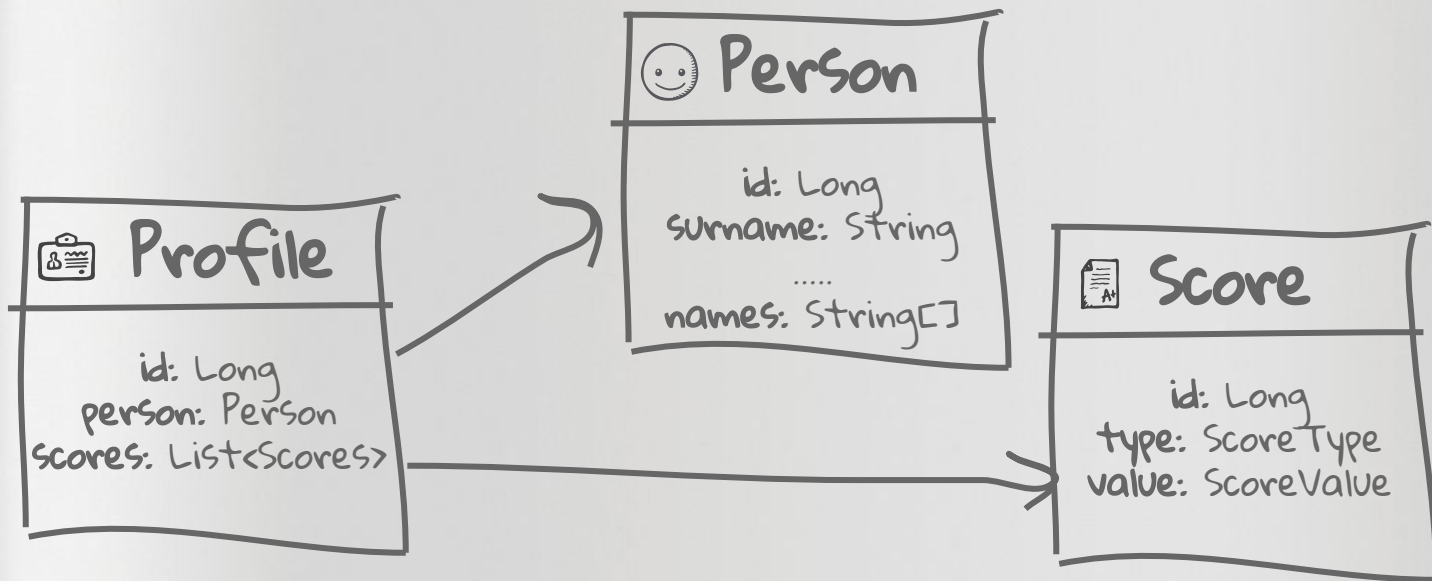 Person
id: Long
surname: String
.....
names: String[]
Profile
id: Long
person: Person
scores: List<Scores>
Score
A+
id: Long
type: ScoreType
value: ScoreValue